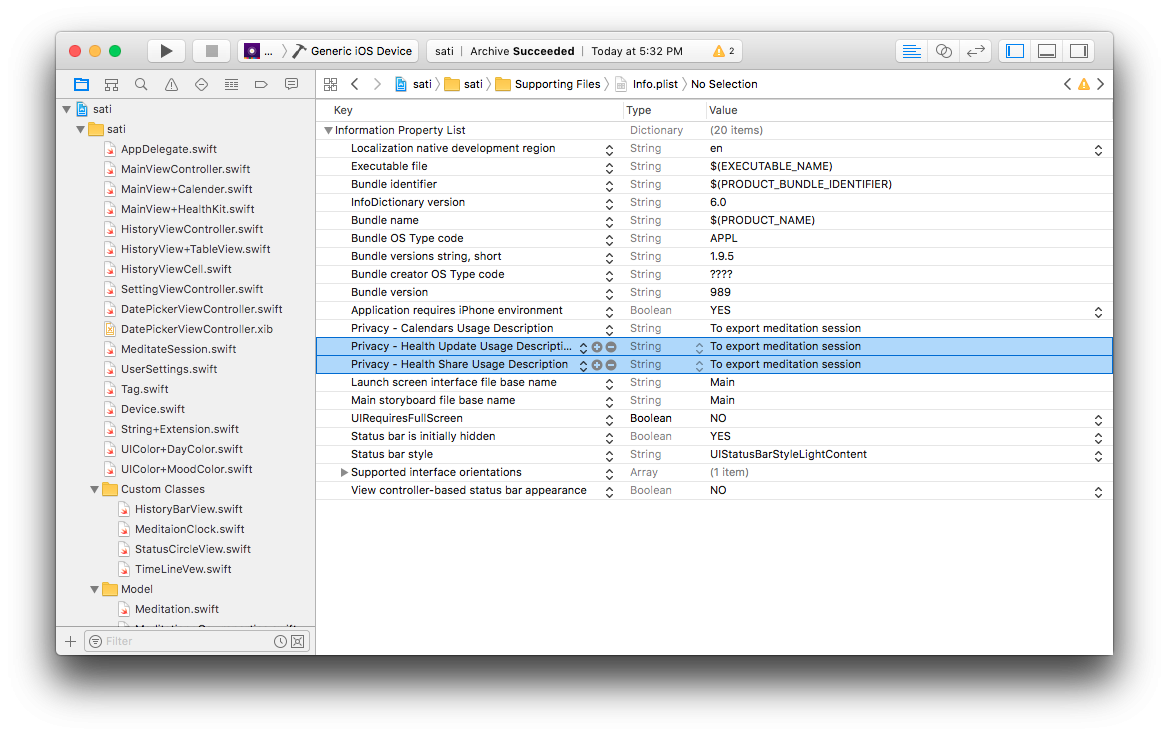 ... Generic iOS Device sati Archive Succeeded Today at 5:32 PM 2
sati sati Supporting Files Info.plist No Selection
sati
sati
AppDelegate.swift
MainViewController.swift
MainView+Calender.swift
MainView+HealthKit.swift
HistoryViewController.swift
HistoryView+TableView.swift
HistoryViewCell.swift
SettingViewController.swift
DatePickerViewController.swift
DatePickerViewController.xib
MeditateSession.swift
UserSettings.swift
Tag.swift
Device.swift
String+Extension.swift
UIColor+DayColor.swift
UIColor+MoodColor.swift
Custom Classes
HistoryBarView.swift
MeditaionClock.swift
StatusCircleView.swift
TimeLineVew.swift
Model
Meditation.swift
Filter
Key Type Value
Information Property List Dictionary (20 items)
Localization native development region String en
Executable file String $(EXECUTABLE_NAME)
Bundle identifier String $(PRODUCT_BUNDLE_IDENTIFIER)
InfoDictionary version String 6.0
Bundle name String $(PRODUCT_NAME)
Bundle OS Type code String APPL
Bundle versions string, short String 1.9.5
Bundle creator OS Type code String ????
Bundle version String 989
Application requires iPhone environment Boolean YES
Privacy - Calendars Usage Description String To export meditation session
Privacy - Health Update Usage Descripti... String To export meditation session
Privacy - Health Share Usage Description String To export meditation session
Launch screen interface file base name String Main
Main storyboard file base name String Main
UIRequiresFullScreen Boolean NO
Status bar is initially hidden Boolean YES
Status bar style String UIStatusBarStyleLightContent
Supported interface orientations Array (1 item)
View controller-based status bar appearance Boolean NO